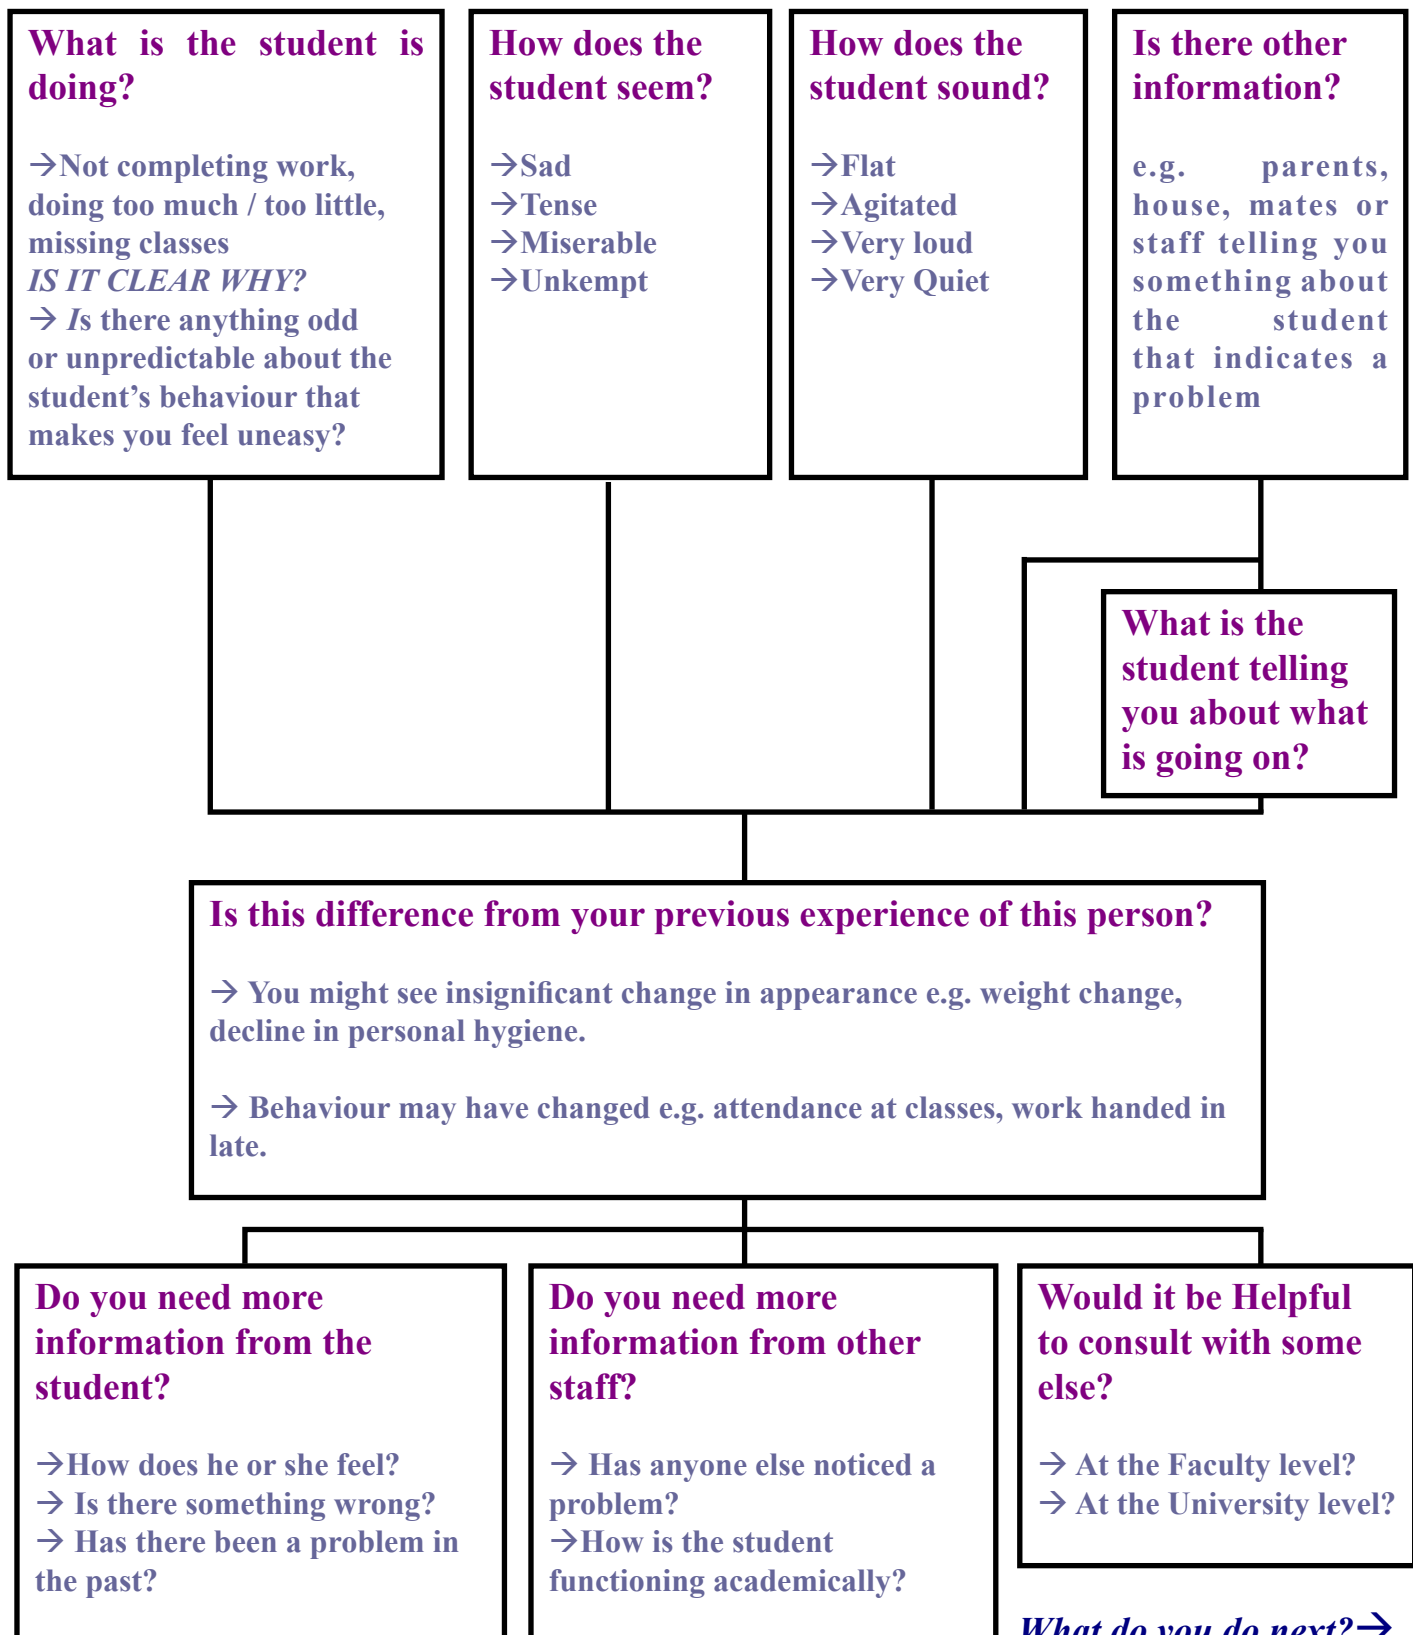 What is the student is
doing?
→Not completing work,
doing too much / too little,
missing classes
IS IT CLEAR WHY?
→ Is there anything odd
or unpredictable about the
student’s behaviour that
makes you feel uneasy?
How does the
student seem?
→Sad
→Tense
→Miserable
→Unkempt
How does the
student sound?
→Flat
→Agitated
→Very loud
→Very Quiet
Is there other
information?
e.g. parents,
house, mates or
staff telling you
something about
the student
that indicates a
problem
What is the
student telling
you about what
is going on?
Is this difference from your previous experience of this person?
→ You might see insignificant change in appearance e.g. weight change,
decline in personal hygiene.
→ Behaviour may have changed e.g. attendance at classes, work handed in
late.
Do you need more
information from the
student?
→How does he or she feel?
→ Is there something wrong?
→ Has there been a problem in
the past?
Do you need more
information from other
staff?
→ Has anyone else noticed a
problem?
→How is the student
functioning academically?
Would it be Helpful
to consult with some
else?
→ At the Faculty level?
→ At the University level?
What do you do next?→